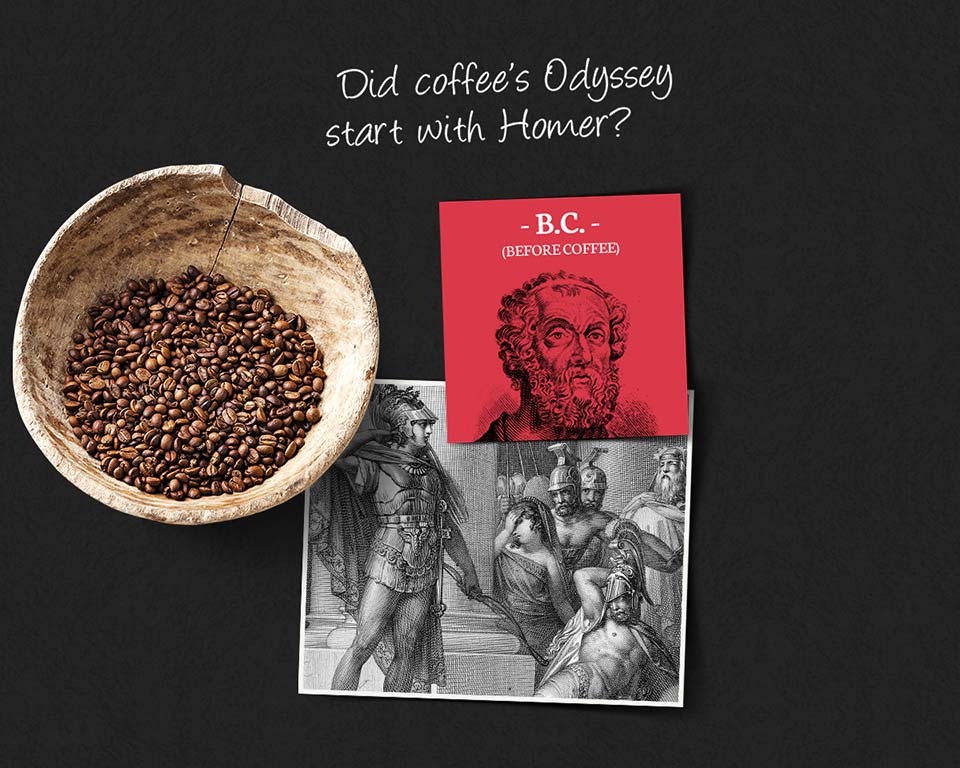 Did coffee's Odyssey
start with Homer?
- B.C. -
(BEFORE COFFEE)